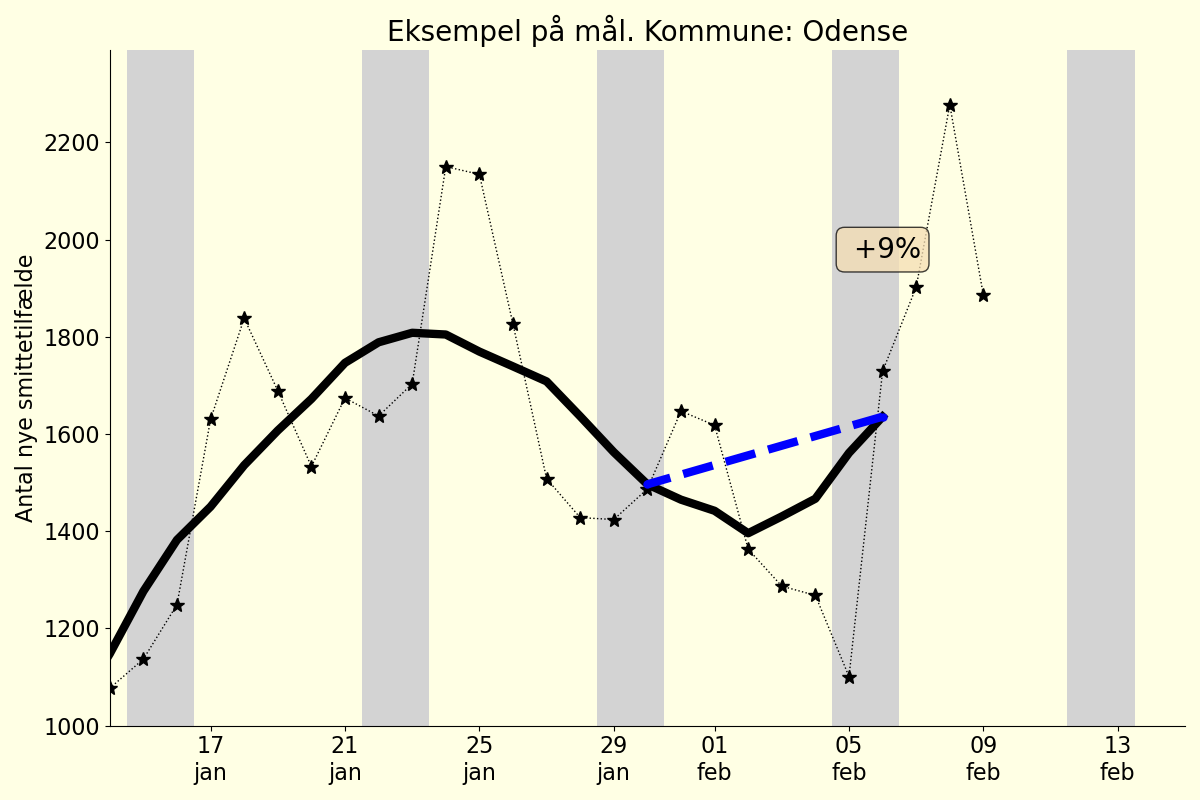 Eksempel på mål. Kommune: Odense
Antal nye smittetilfælde
2200
2000
1800
1600
1400
1200
1000
+9%
17 jan
21 jan
25 jan
29 jan
01 feb
05 feb
09 feb
13 feb